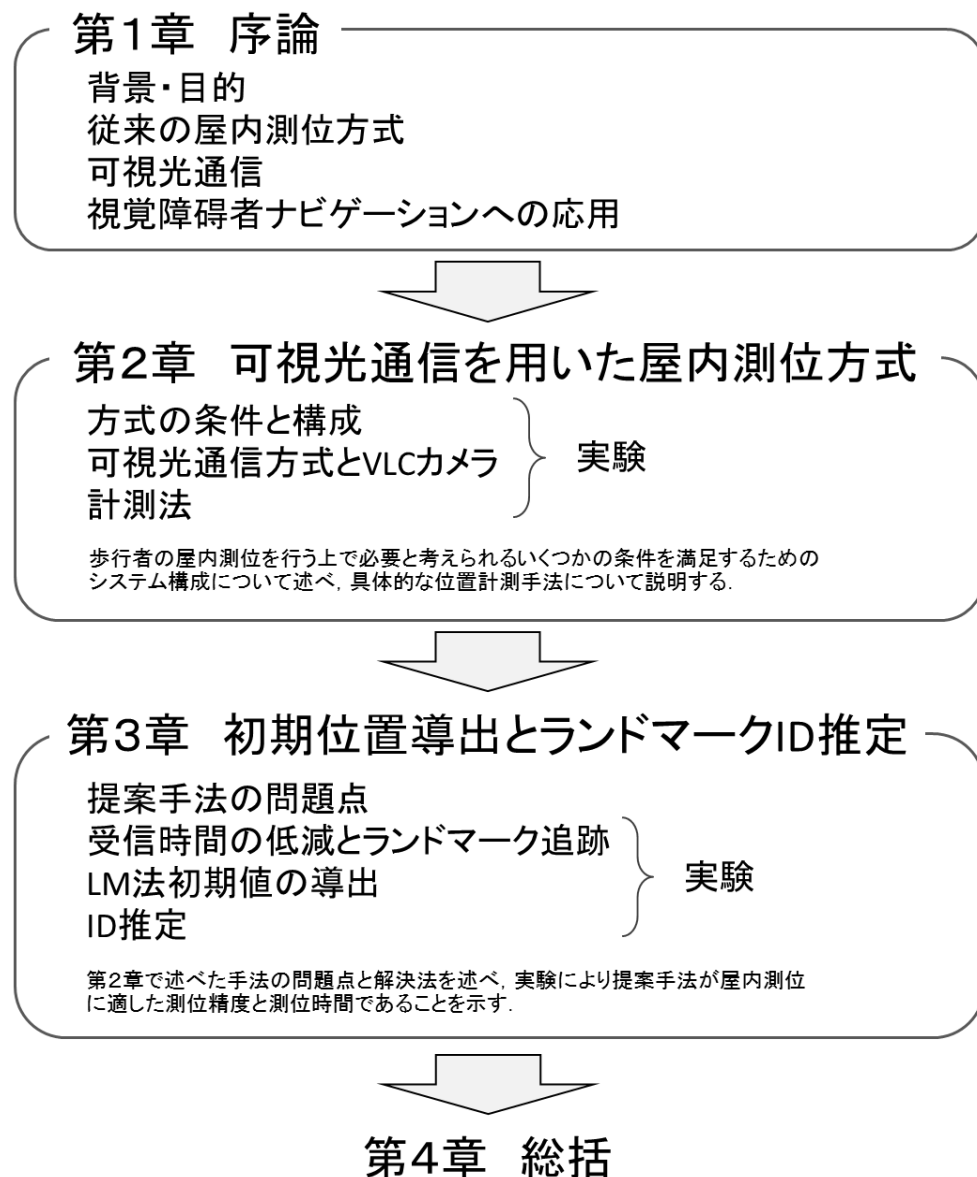 第1章　序論
背景・目的
従来の屋内測位方式
可視光通信
視覚障碍者ナビゲーションへの応用
第2章　可視光通信を用いた屋内測位方式
方式の条件と構成
可視光通信方式とVLCカメラ
計測法
実験
歩行者の屋内測位を行う上で必要と考えられるいくつかの条件を満足するための
システム構成について述べ, 具体的な位置計測手法について説明する.
第3章　初期位置導出とランドマークID推定
提案手法の問題点
受信時間の低減とランドマーク追跡
LM法初期値の導出
ID推定
実験
第2章で述べた手法の問題点と解決法を述べ, 実験により提案手法が屋内測位
に適した測位精度と測位時間であることを示す.
第4章　総括